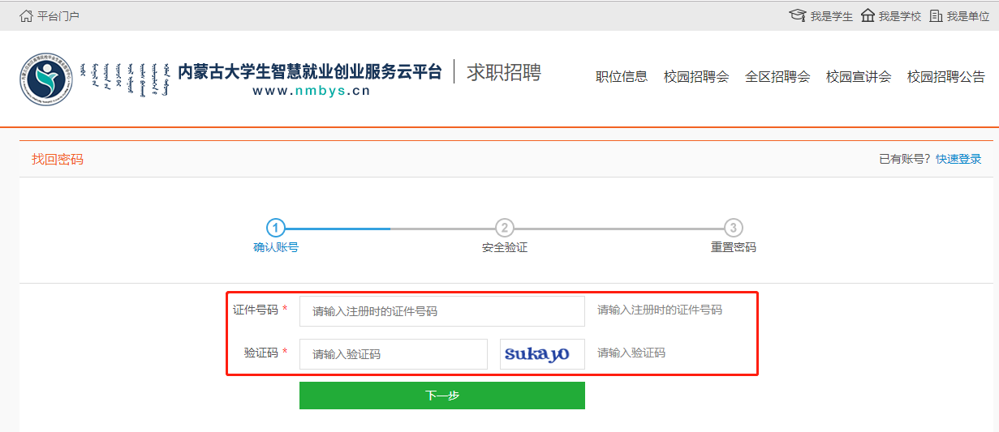 平台门户
我是学生 我是学校 我是单位
内蒙古大学生智慧就业创业服务云平台
www.nmbys.cn
求职招聘
职位信息 校园招聘会 全区招聘会 校园宣讲会 校园招聘公告
找回密码
已有账号? 快速登录
1 2 3
确认账号 安全验证 重置密码
证件号码 * 请输入注册时的证件号码 请输入注册时的证件号码
验证码 * 请输入验证码 sukayo 请输入验证码
下一步